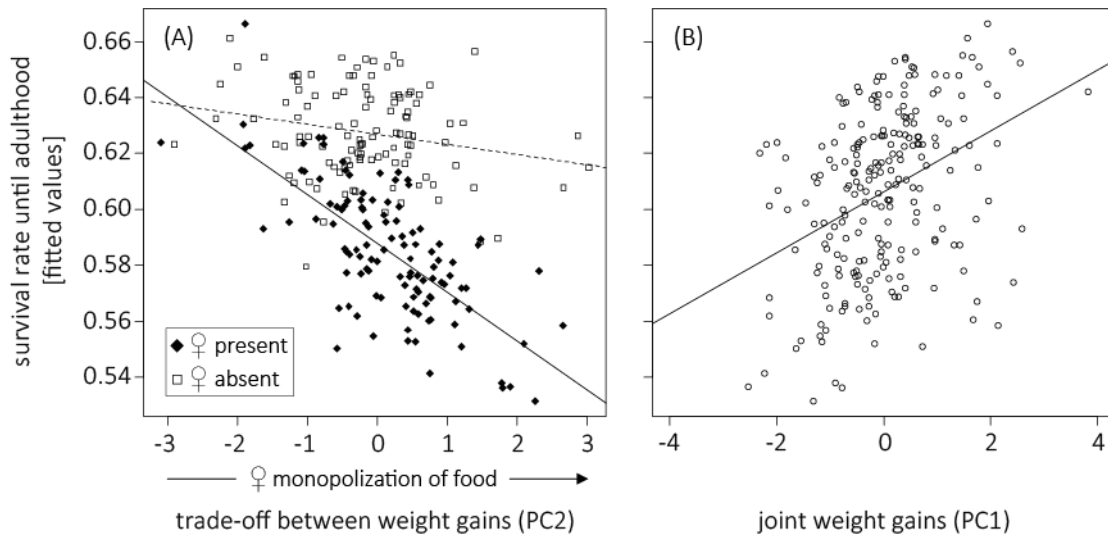 survival rate until adulthood
[fitted values]
0.66
0.64
0.62
0.60
0.58
0.56
0.54
(A)
♀ present
♀ absent
-3 -2 -1 0 1 2 3
♀ monopolization of food
trade-off between weight gains (PC2)
(B)
-4 -2 0 2 4
joint weight gains (PC1)